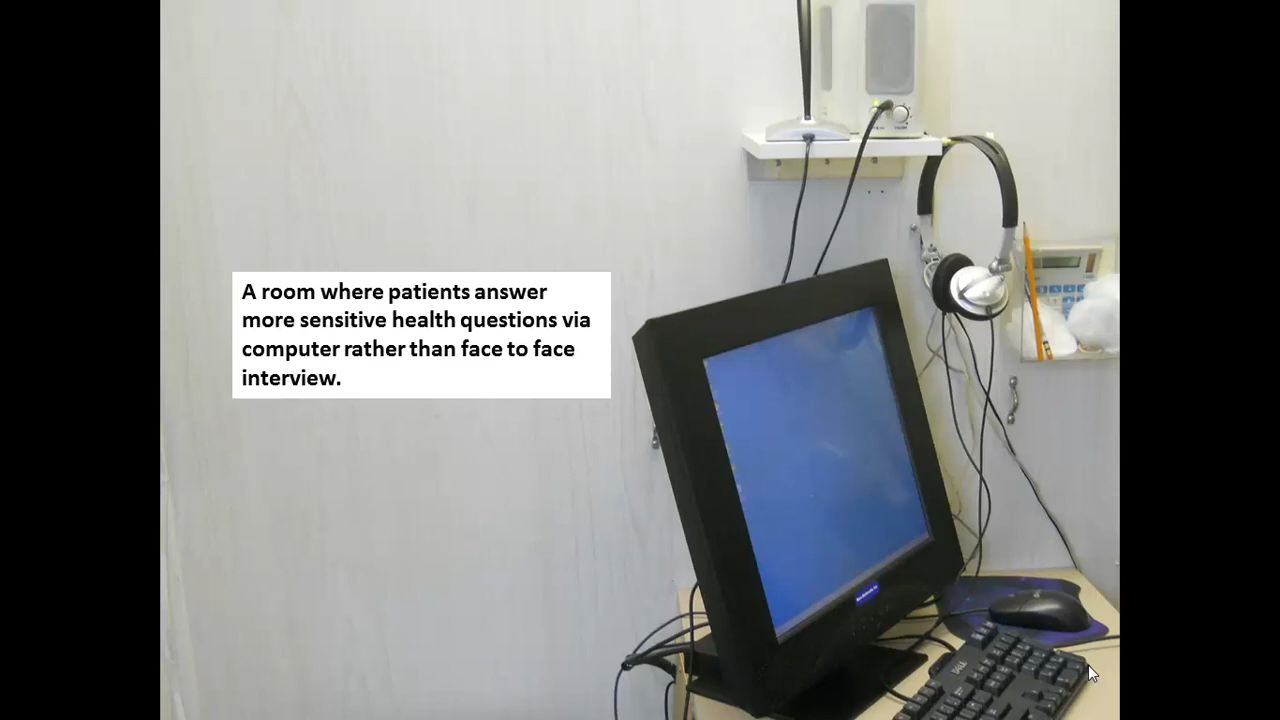 A room where patients answer
more sensitive health questions via
computer rather than face to face
interview.
DELL